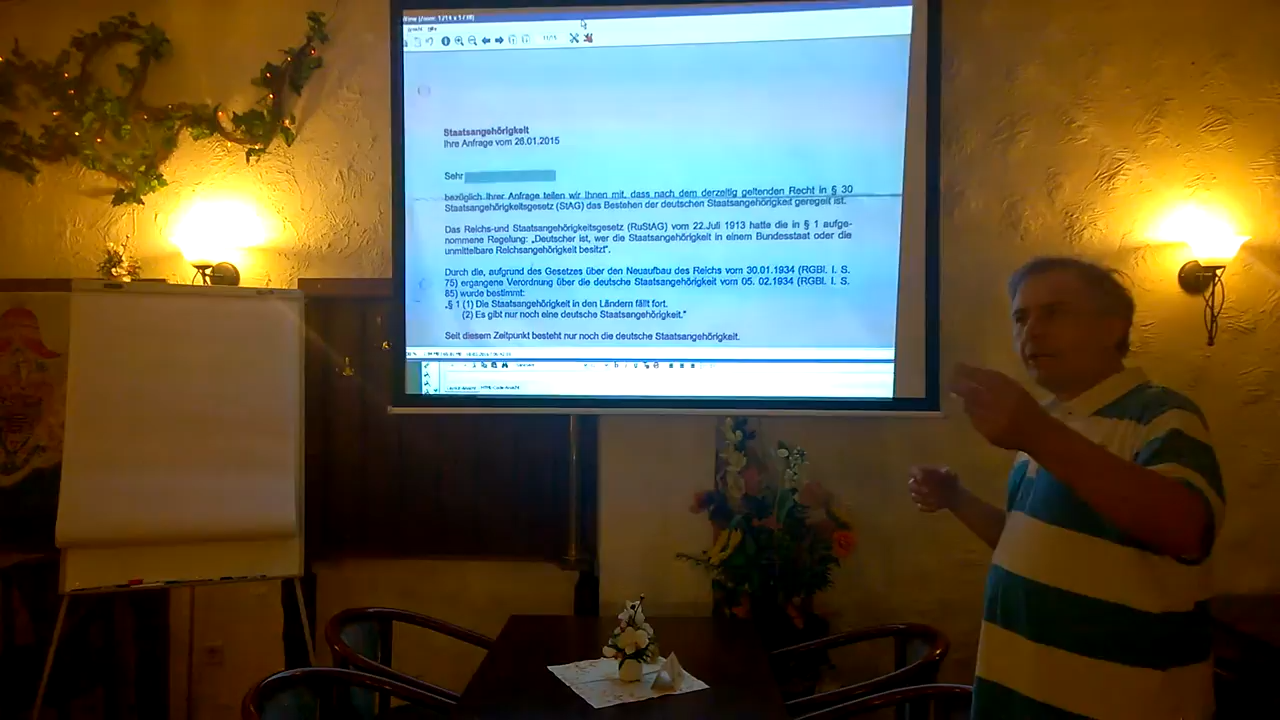 View (Zoom: 1214 x 1738)
Staatsangehörigkeit
Ihre Anfrage vom 26.01.2015
Sehr
bezüglich Ihrer Anfrage teilen wir Ihnen mit, dass nach dem derzeitig geltenden Recht in § 30
Staatsangehörigkeitsgesetz (StAG) das Bestehen der deutschen Staatsangehörigkeit geregelt ist.
Das Reichs-und Staatsangehörigkeitsgesetz (RuStAG) vom 22.Juli 1913 hatte die in § 1 aufge-
nommene Regelung: „Deutscher ist, wer die Staatsangehörigkeit in einem Bundesstaat oder die
unmittelbare Reichsangehörigkeit besitzt".
Durch die, aufgrund des Gesetzes über den Neuaufbau des Reichs vom 30.01.1934 (RGBl. I. S.
75) ergangene Verordnung über die deutsche Staatsangehörigkeit vom 05. 02.1934 (RGBl. I. S.
85) wurde bestimmt:
„§ 1 (1) Die Staatsangehörigkeit in den Ländern fällt fort.
(2) Es gibt nur noch eine deutsche Staatsangehörigkeit."
Seit diesem Zeitpunkt besteht nur noch die deutsche Staatsangehörigkeit.